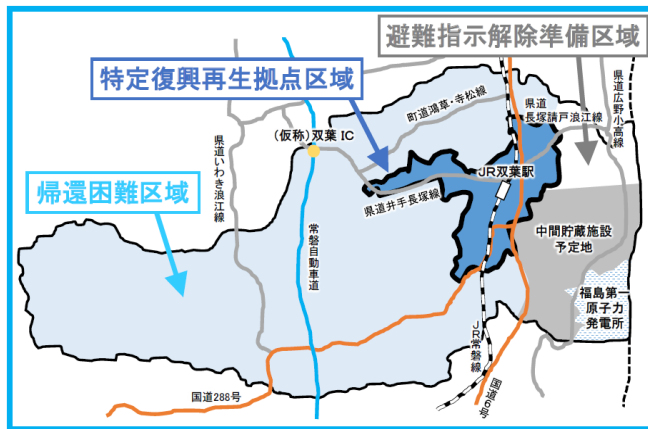 避難指示解除準備区域
特定復興再生拠点区域
帰還困難区域
(仮称)双葉 IC
町道鴻草・寺松線
県道
長塚請戸浪江線
県道広野小高線
県道いわき浪江線
JR双葉駅
県道井手長塚線
常磐自動車道
中間貯蔵施設
予定地
福島第一
原子力
発電所
JR常磐線
国道6号
国道288号